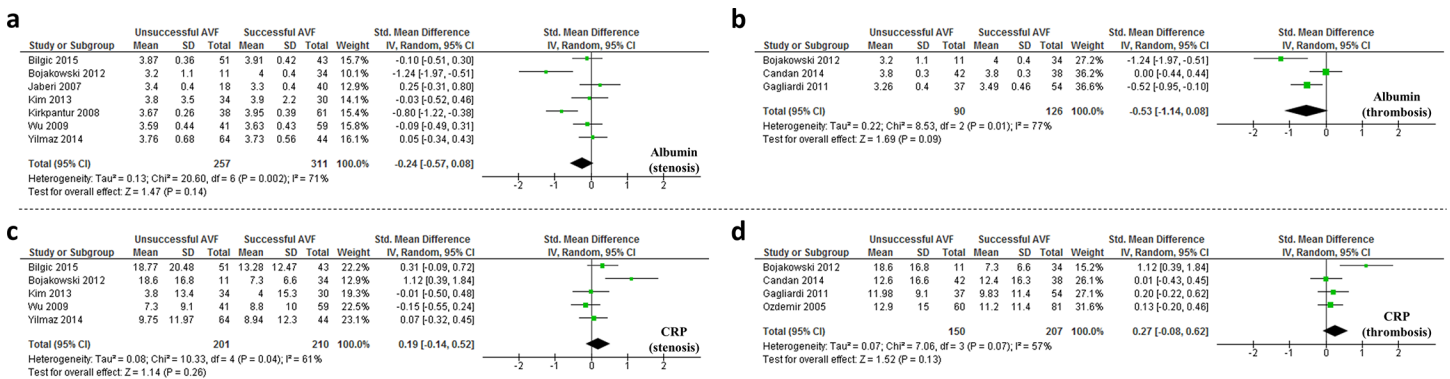 a
Unsuccessful AVF Successful AVF Std. Mean Difference Std. Mean Difference
Study or Subgroup Mean SD Total Mean SD Total Weight IV, Random, 95% CI IV, Random, 95% CI
Bilgic 2015 3.87 0.36 51 3.91 0.42 43 15.7% -0.10 [-0.51, 0.30]
Bojakowski 2012 3.2 1.1 11 4 0.4 34 9.9% -1.24 [-1.97, -0.51]
Jaberi 2007 3.4 0.4 18 3.3 0.4 40 12.9% 0.25 [-0.31, 0.80]
Kim 2013 3.8 3.5 34 3.9 2.2 30 14.2% -0.03 [-0.52, 0.46]
Kirkpantur 2008 3.67 0.26 38 3.95 0.39 61 15.4% -0.80 [-1.22, -0.38]
Wu 2009 3.59 0.44 41 3.63 0.43 59 15.9% -0.09 [-0.49, 0.31]
Yilmaz 2014 3.76 0.68 64 3.73 0.56 44 16.1% 0.05 [-0.34, 0.43]
Total (95% CI) 257 311 100.0% -0.24 [-0.57, 0.08]
Heterogeneity: Tau² = 0.13; Chi² = 20.60, df = 6 (P = 0.002); I² = 71%
Test for overall effect: Z = 1.47 (P = 0.14)
-2 -1 0 1 2
Albumin
(stenosis)
b
Unsuccessful AVF Successful AVF Std. Mean Difference Std. Mean Difference
Study or Subgroup Mean SD Total Mean SD Total Weight IV, Random, 95% CI IV, Random, 95% CI
Bojakowski 2012 3.2 1.1 11 4 0.4 34 27.2% -1.24 [-1.97, -0.51]
Candan 2014 3.8 0.3 42 3.8 0.3 38 36.2% 0.00 [-0.44, 0.44]
Gagliardi 2011 3.26 0.4 37 3.49 0.46 54 36.6% -0.52 [-0.95, -0.10]
Total (95% CI) 90 126 100.0% -0.53 [-1.14, 0.08]
Heterogeneity: Tau² = 0.22; Chi² = 8.53, df = 2 (P = 0.01); I² = 77%
Test for overall effect: Z = 1.69 (P = 0.09)
-2 -1 0 1 2
Albumin
(thrombosis)
c
Unsuccessful AVF Successful AVF Std. Mean Difference Std. Mean Difference
Study or Subgroup Mean SD Total Mean SD Total Weight IV, Random, 95% CI IV, Random, 95% CI
Bilgic 2015 18.77 20.48 51 13.28 12.47 43 22.2% 0.31 [-0.09, 0.72]
Bojakowski 2012 18.6 16.8 11 7.3 6.6 34 12.9% 1.12 [0.39, 1.84]
Kim 2013 3.8 13.4 34 4 15.3 30 19.4% -0.01 [-0.50, 0.48]
Wu 2009 7.3 9.1 41 8.8 10 59 22.5% -0.15 [-0.55, 0.24]
Yilmaz 2014 9.75 11.97 64 8.94 12.3 44 23.1% 0.07 [-0.32, 0.45]
Total (95% CI) 201 210 100.0% 0.19 [-0.14, 0.52]
Heterogeneity: Tau² = 0.08; Chi² = 10.33, df = 4 (P = 0.04); I² = 61%
Test for overall effect: Z = 1.14 (P = 0.26)
-2 -1 0 1 2
CRP
(stenosis)
d
Unsuccessful AVF Successful AVF Std. Mean Difference Std. Mean Difference
Study or Subgroup Mean SD Total Mean SD Total Weight IV, Random, 95% CI IV, Random, 95% CI
Bojakowski 2012 18.6 16.8 11 7.3 6.6 34 15.2% 1.12 [0.39, 1.84]
Candan 2014 12.6 16.6 42 12.4 16.3 38 26.1% 0.01 [-0.43, 0.45]
Gagliardi 2011 11.98 9.1 37 9.83 11.4 54 27.1% 0.20 [-0.22, 0.62]
Ozdemir 2005 12.9 15 60 11.2 11.4 81 31.6% 0.13 [-0.20, 0.46]
Total (95% CI) 150 207 100.0% 0.27 [-0.08, 0.62]
Heterogeneity: Tau² = 0.07; Chi² = 7.06, df = 3 (P = 0.07); I² = 57%
Test for overall effect: Z = 1.52 (P = 0.13)
-2 -1 0 1 2
CRP
(thrombosis)